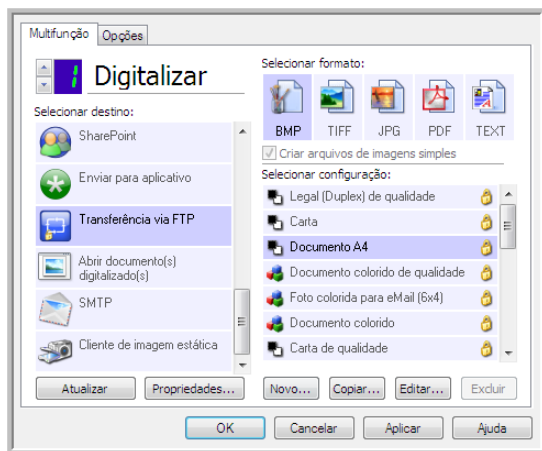 Multifunção Opções
1 Digitalizar
Selecionar destino:
SharePoint
Enviar para aplicativo
Transferência via FTP
Abrir documento(s)
digitalizado(s)
SMTP
Cliente de imagem estática
Atualizar Propriedades...
Selecionar formato:
BMP TIFF JPG PDF TEXT
Criar arquivos de imagens simples
Selecionar configuração:
Legal (Duplex) de qualidade
Carta
Documento A4
Documento colorido de qualidade
Foto colorida para eMail (6x4)
Documento colorido
Carta de qualidade
Novo... Copiar... Editar... Excluir
OK Cancelar Aplicar Ajuda